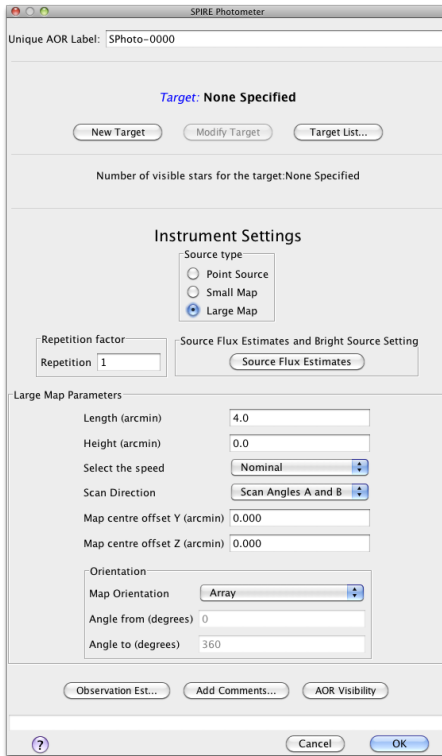 SPIRE Photometer
Unique AOR Label: SPhoto-0000
Target: None Specified
New Target Modify Target Target List...
Number of visible stars for the target:None Specified
Instrument Settings
Source type
Point Source
Small Map
Large Map
Repetition factor
Repetition 1
Source Flux Estimates and Bright Source Setting
Source Flux Estimates
Large Map Parameters
Length (arcmin) 4.0
Height (arcmin) 0.0
Select the speed Nominal
Scan Direction Scan Angles A and B
Map centre offset Y (arcmin) 0.000
Map centre offset Z (arcmin) 0.000
Orientation
Map Orientation Array
Angle from (degrees) 0
Angle to (degrees) 360
Observation Est... Add Comments... AOR Visibility
? Cancel OK